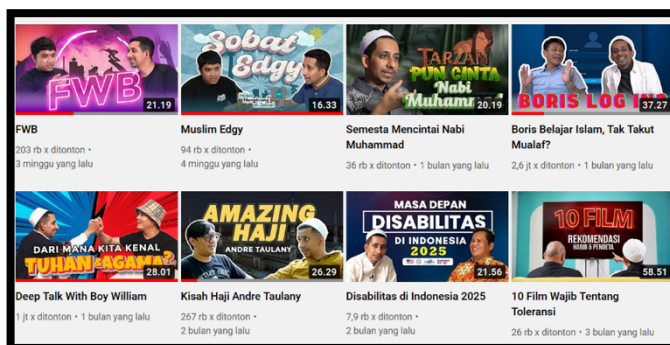 FWB
21.19
FWB
203 rb x ditonton •
3 minggu yang lalu
Sobat
Edgy
16.33
Muslim Edgy
94 rb x ditonton •
4 minggu yang lalu
TARZAN
PUN CINTA
Nabi
Muhammad
20.19
Semesta Mencintai Nabi
Muhammad
36 rb x ditonton • 1 bulan yang lalu
BORIS LOG IN
37.27
Boris Belajar Islam, Tak Takut
Mualaf?
2,6 jt x ditonton • 1 bulan yang lalu
DARI MANA KITA KENAL
TUHAN & AGAMA?
28.01
Deep Talk With Boy William
1 jt x ditonton • 1 bulan yang lalu
AMAZING
HAJI
ANDRE TAULANY
26.29
Kisah Haji Andre Taulany
267 rb x ditonton •
2 bulan yang lalu
MASA DEPAN
DISABILITAS
DI INDONESIA
2025
21.56
Disabilitas di Indonesia 2025
7,9 rb x ditonton •
2 bulan yang lalu
10 FILM
REKOMENDASI
HABIB & PENDETA
58.51
10 Film Wajib Tentang
Toleransi
26 rb x ditonton • 3 bulan yang lalu